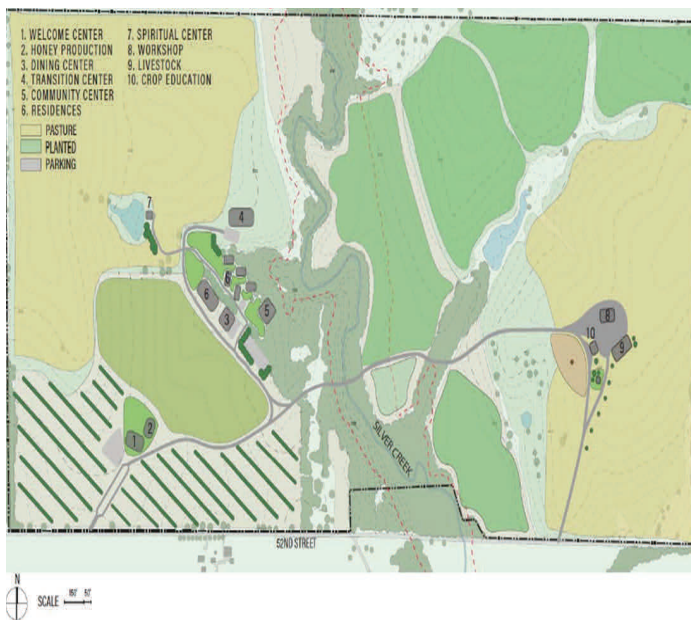 1. WELCOME CENTER
2. HONEY PRODUCTION
3. DINING CENTER
4. TRANSITION CENTER
5. COMMUNITY CENTER
6. RESIDENCES
7. SPIRITUAL CENTER
8. WORKSHOP
9. LIVESTOCK
10. CROP EDUCATION
PASTURE
PLANTED
PARKING
7
4
6
6
5
3
8
10
9
2
1
SILVER CREEK
52ND STREET
N
SCALE